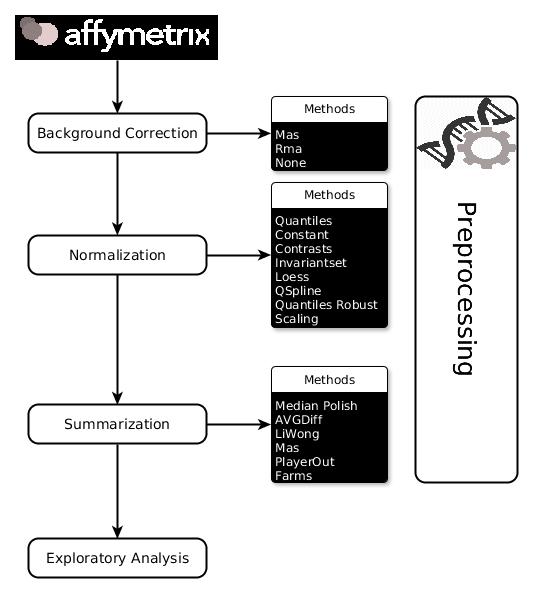 affymetrix
Background Correction
Methods
Mas
Rma
None
Normalization
Methods
Quantiles
Constant
Contrasts
Invariantset
Loess
QSpline
Quantiles Robust
Scaling
Summarization
Methods
Median Polish
AVGDiff
LiWong
Mas
PlayerOut
Farms
Exploratory Analysis
Preprocessing